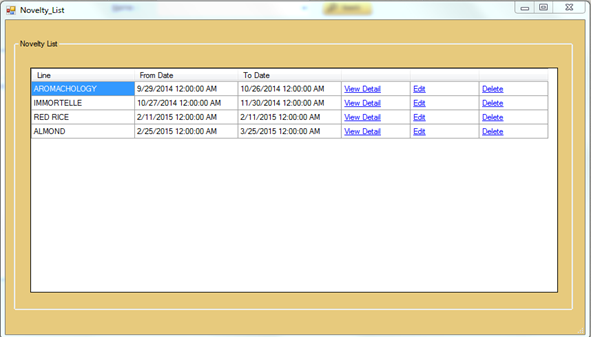 Novelty_List
Novelty List
Line From Date To Date
AROMACHOLOGY 9/29/2014 12:00:00 AM 10/26/2014 12:00:00 AM View Detail Edit Delete
IMMORTELLE 10/27/2014 12:00:00 AM 11/30/2014 12:00:00 AM View Detail Edit Delete
RED RICE 2/11/2015 12:00:00 AM 2/11/2015 12:00:00 AM View Detail Edit Delete
ALMOND 2/25/2015 12:00:00 AM 3/25/2015 12:00:00 AM View Detail Edit Delete